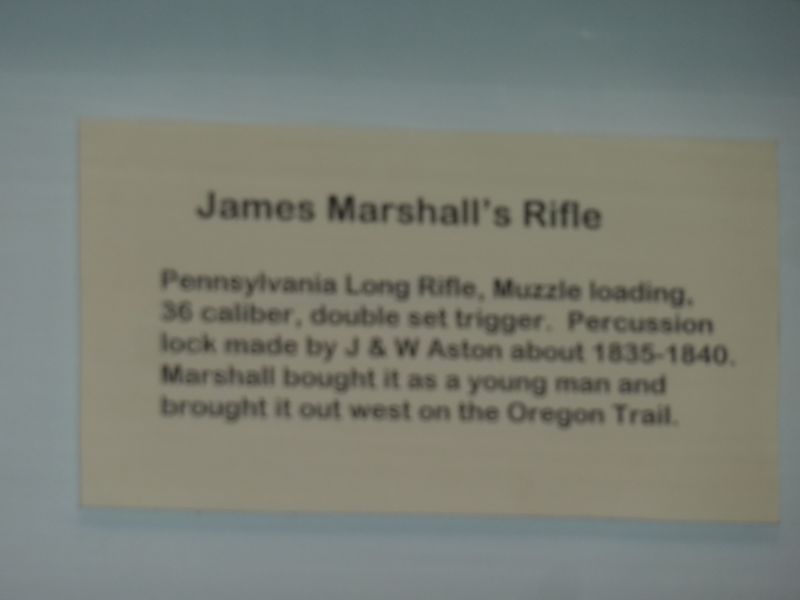 James Marshall's Rifle
Pennsylvania Long Rifle, Muzzle loading,
36 caliber, double set trigger. Percussion
lock made by J & W Aston about 1835-1840.
Marshall bought it as a young man and
brought it out west on the Oregon Trail.